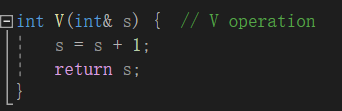 int V(int& s) {  // V operation
    s = s + 1;
    return s;
}